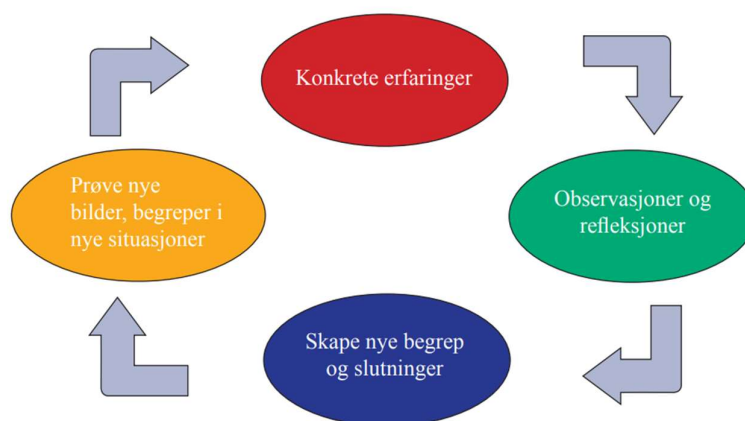 Konkrete erfaringer
Observasjoner og
refleksjoner
Skape nye begrep
og slutninger
Prøve nye
bilder, begreper i
nye situasjoner